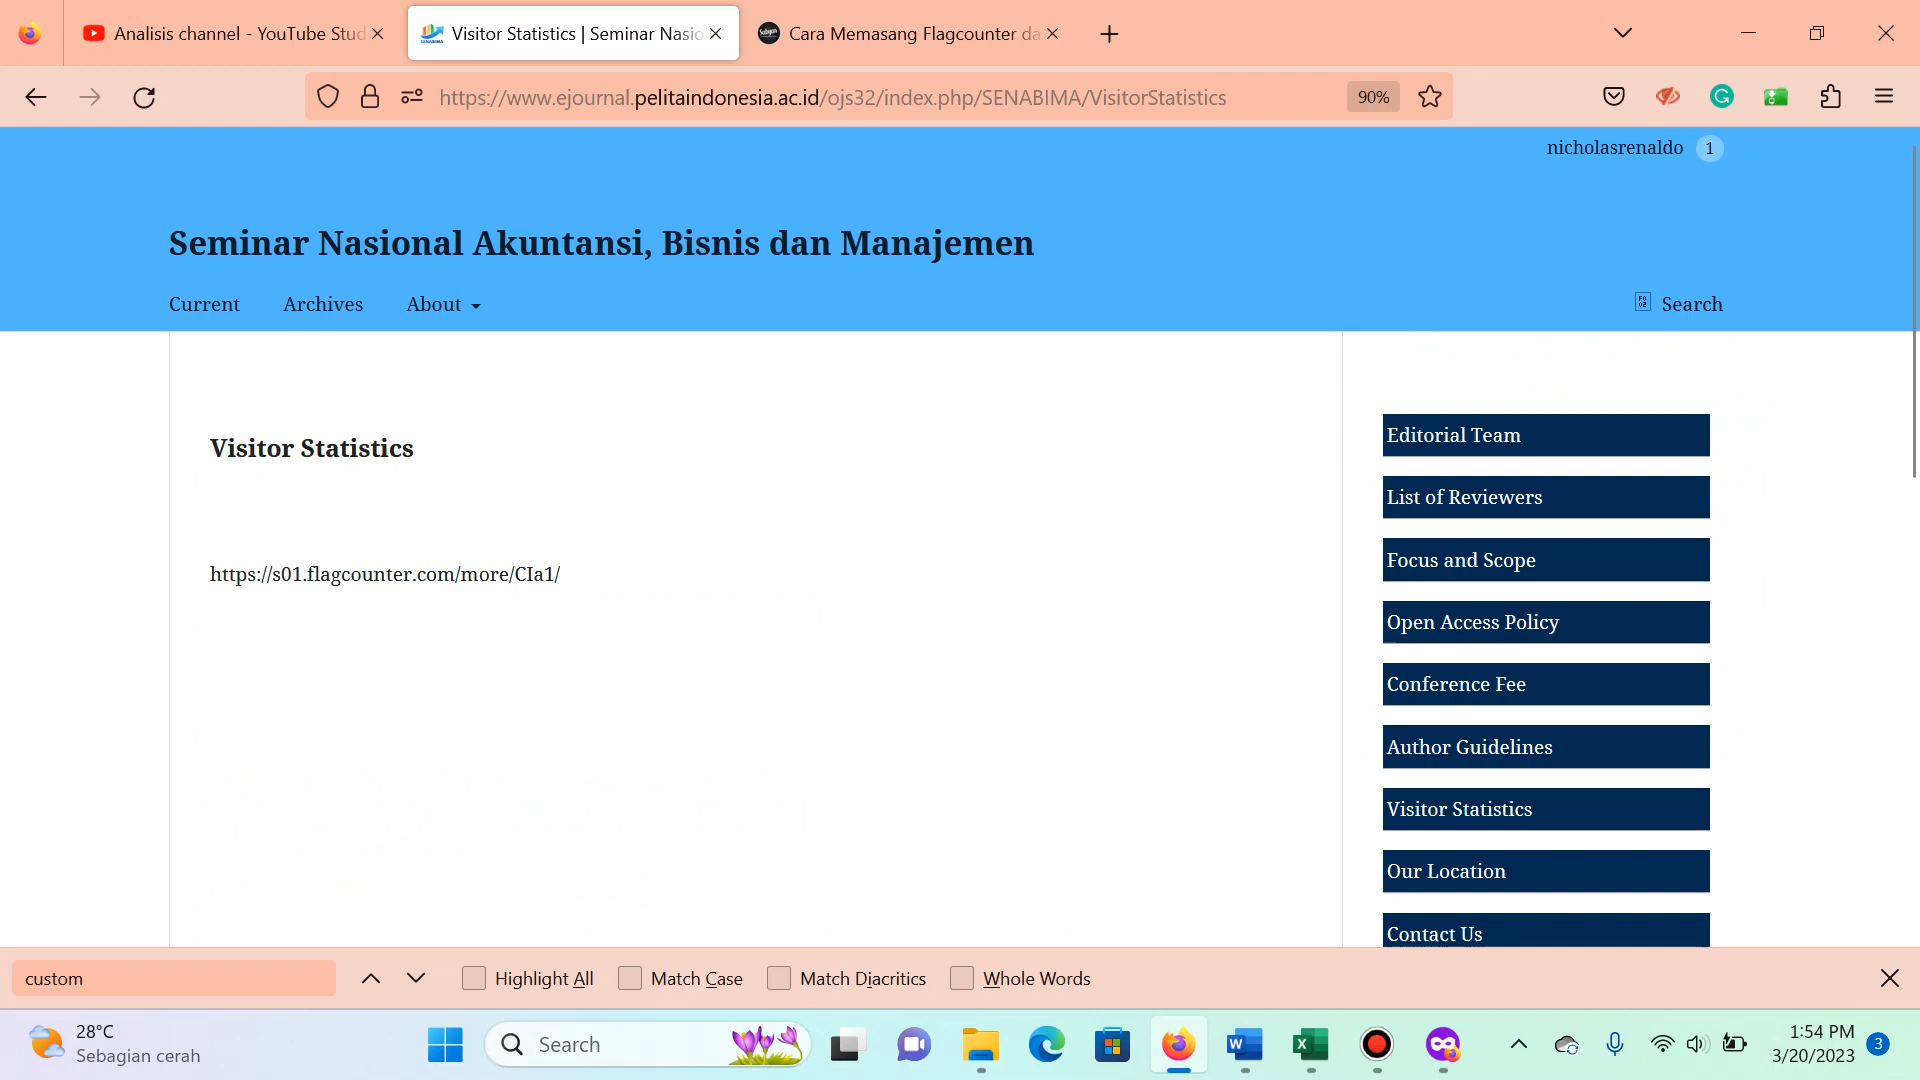 Analisis channel - YouTube Stud
Visitor Statistics | Seminar Nasio
Cara Memasang Flagcounter da
https://www.ejournal.pelitaindonesia.ac.id/ojs32/index.php/SENABIMA/VisitorStatistics
90%
nicholasrenaldo 1
Seminar Nasional Akuntansi, Bisnis dan Manajemen
Current Archives About
Search
Visitor Statistics
https://s01.flagcounter.com/more/CIa1/
Editorial Team
List of Reviewers
Focus and Scope
Open Access Policy
Conference Fee
Author Guidelines
Visitor Statistics
Our Location
Contact Us
custom
Highlight All Match Case Match Diacritics Whole Words
28°C
Sebagian cerah
Search
1:54 PM
3/20/2023
3